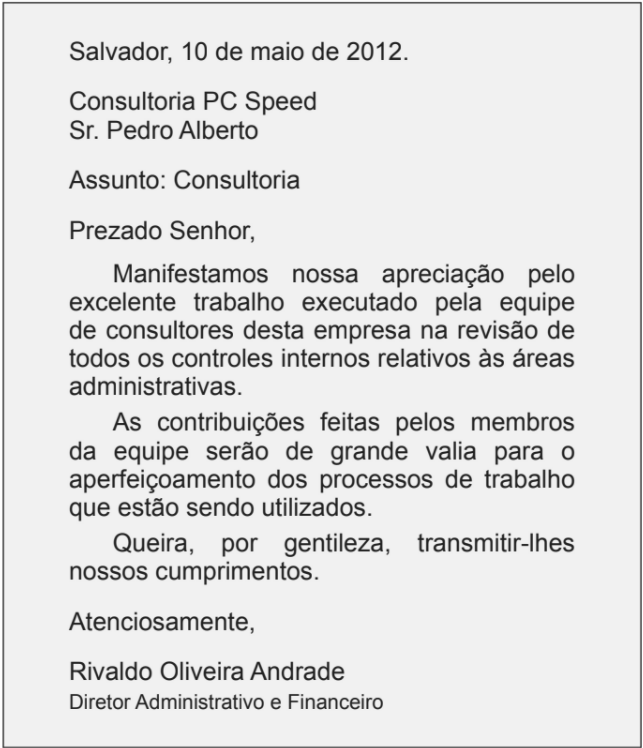 Salvador, 10 de maio de 2012.
Consultoria PC Speed
Sr. Pedro Alberto
Assunto: Consultoria
Prezado Senhor,
Manifestamos nossa apreciação pelo
excelente trabalho executado pela equipe
de consultores desta empresa na revisão de
todos os controles internos relativos às áreas
administrativas.
As contribuições feitas pelos membros
da equipe serão de grande valia para o
aperfeiçoamento dos processos de trabalho
que estão sendo utilizados.
Queira, por gentileza, transmitir-lhes
nossos cumprimentos.
Atenciosamente,
Rivaldo Oliveira Andrade
Diretor Administrativo e Financeiro